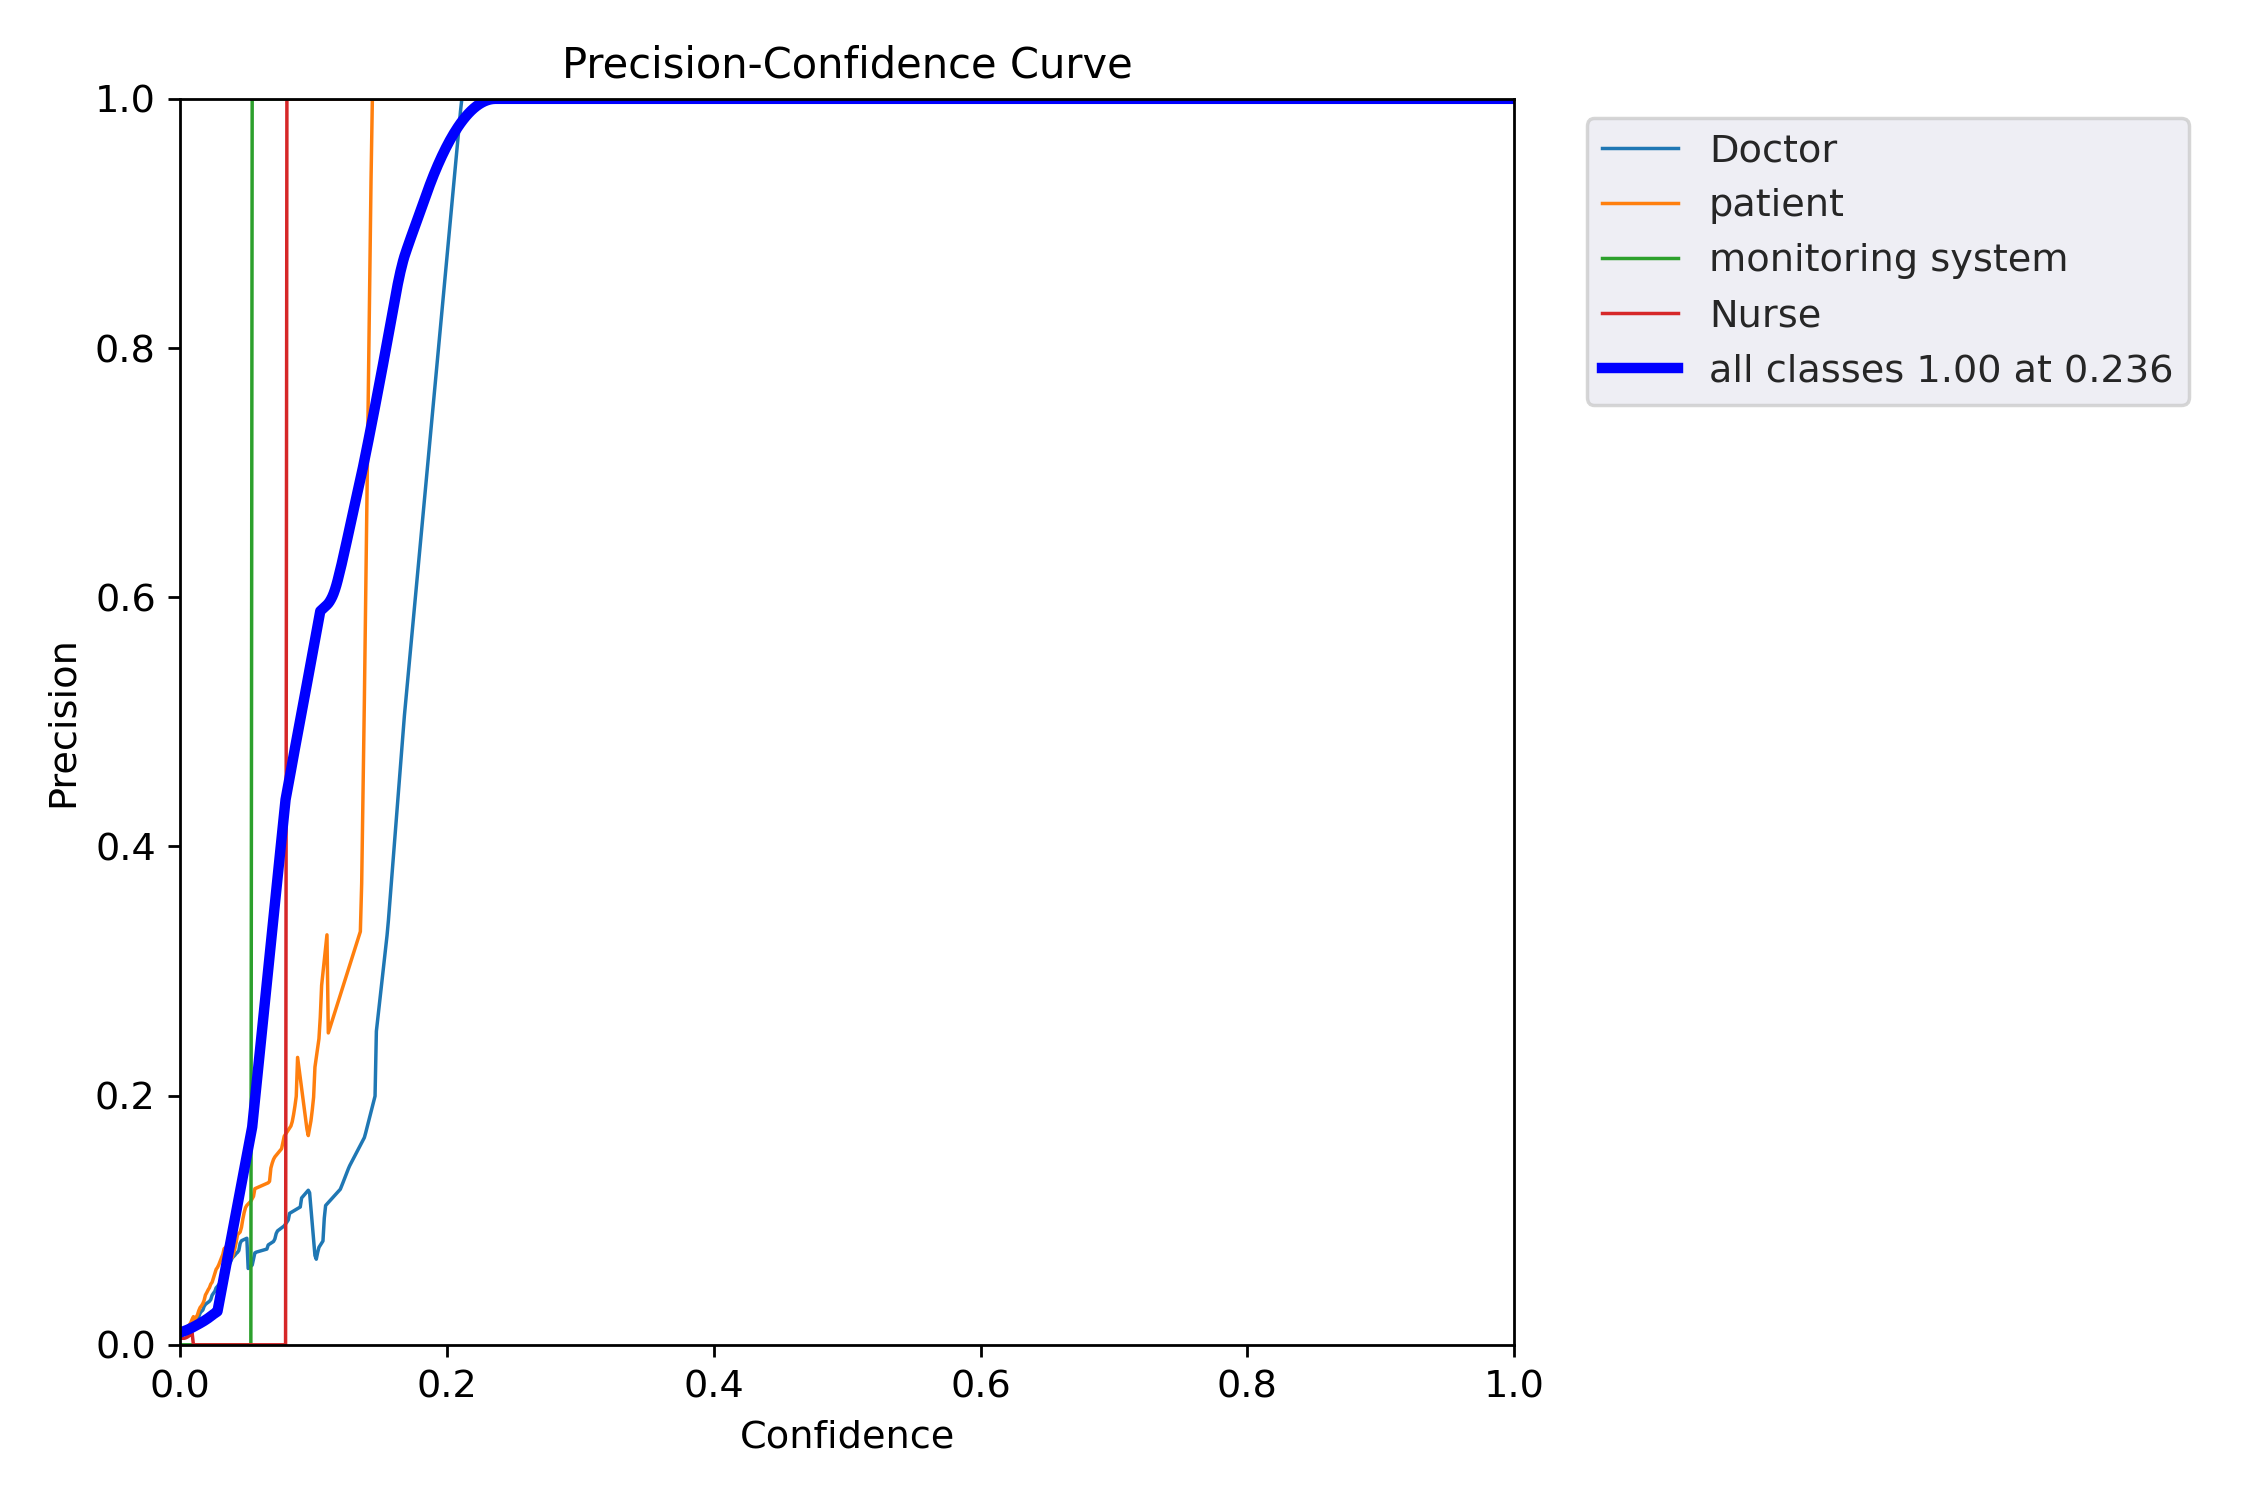 Precision-Confidence Curve
1.0
0.8
0.6
0.4
0.2
0.0
Precision
0.0 0.2 0.4 0.6 0.8 1.0
Confidence
Doctor
patient
monitoring system
Nurse
all classes 1.00 at 0.236